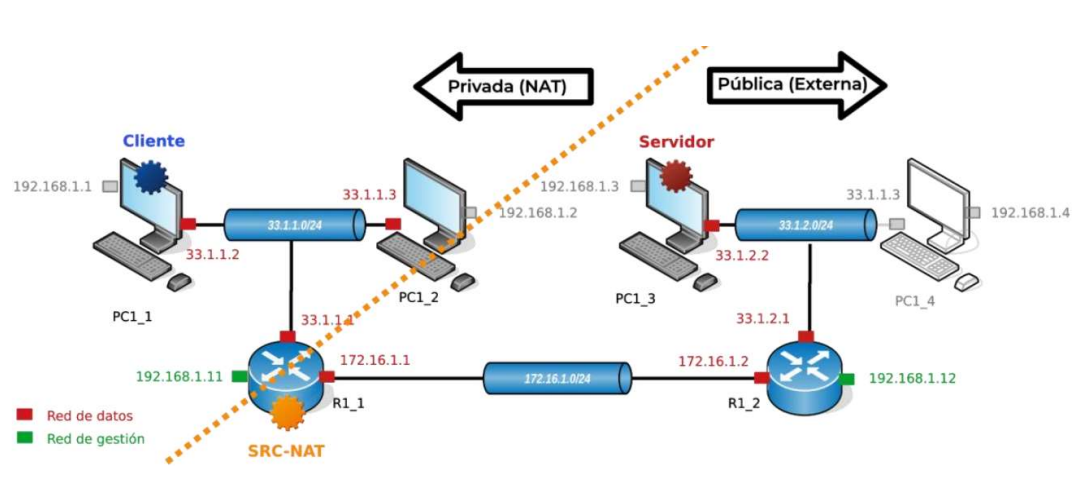 Privada (NAT)
Pública (Externa)
Cliente
Servidor
192.168.1.1
33.1.1.3
192.168.1.2
192.168.1.3
33.1.1.3
192.168.1.4
33.1.1.0/24
33.1.2.0/24
33.1.1.2
33.1.2.2
PC1_1
PC1_2
PC1_3
PC1_4
33.1.1.1
33.1.2.1
192.168.1.11
172.16.1.1
172.16.1.0/24
172.16.1.2
192.168.1.12
R1_1
R1_2
Red de datos
Red de gestión
SRC-NAT